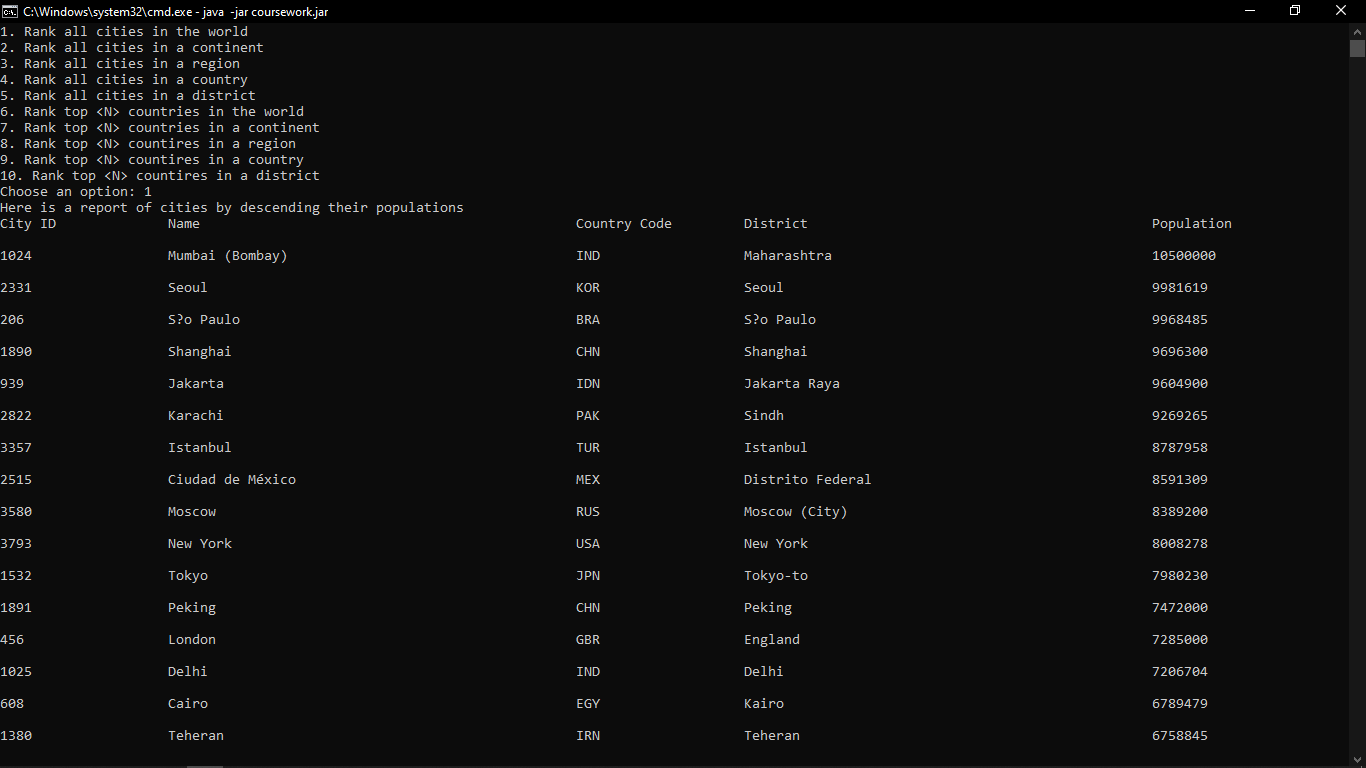 C:\Windows\system32\cmd.exe - java  -jar coursework.jar
1. Rank all cities in the world
2. Rank all cities in a continent
3. Rank all cities in a region
4. Rank all cities in a country
5. Rank all cities in a district
6. Rank top <N> countries in the world
7. Rank top <N> countries in a continent
8. Rank top <N> countires in a region
9. Rank top <N> countires in a country
10. Rank top <N> countires in a district
Choose an option: 1
Here is a report of cities by descending their populations
City ID Name Country Code District Population
1024 Mumbai (Bombay) IND Maharashtra 10500000
2331 Seoul KOR Seoul 9981619
206 S?o Paulo BRA S?o Paulo 9968485
1890 Shanghai CHN Shanghai 9696300
939 Jakarta IDN Jakarta Raya 9604900
2822 Karachi PAK Sindh 9269265
3357 Istanbul TUR Istanbul 8787958
2515 Ciudad de México MEX Distrito Federal 8591309
3580 Moscow RUS Moscow (City) 8389200
3793 New York USA New York 8008278
1532 Tokyo JPN Tokyo-to 7980230
1891 Peking CHN Peking 7472000
456 London GBR England 7285000
1025 Delhi IND Delhi 7206704
608 Cairo EGY Kairo 6789479
1380 Teheran IRN Teheran 6758845